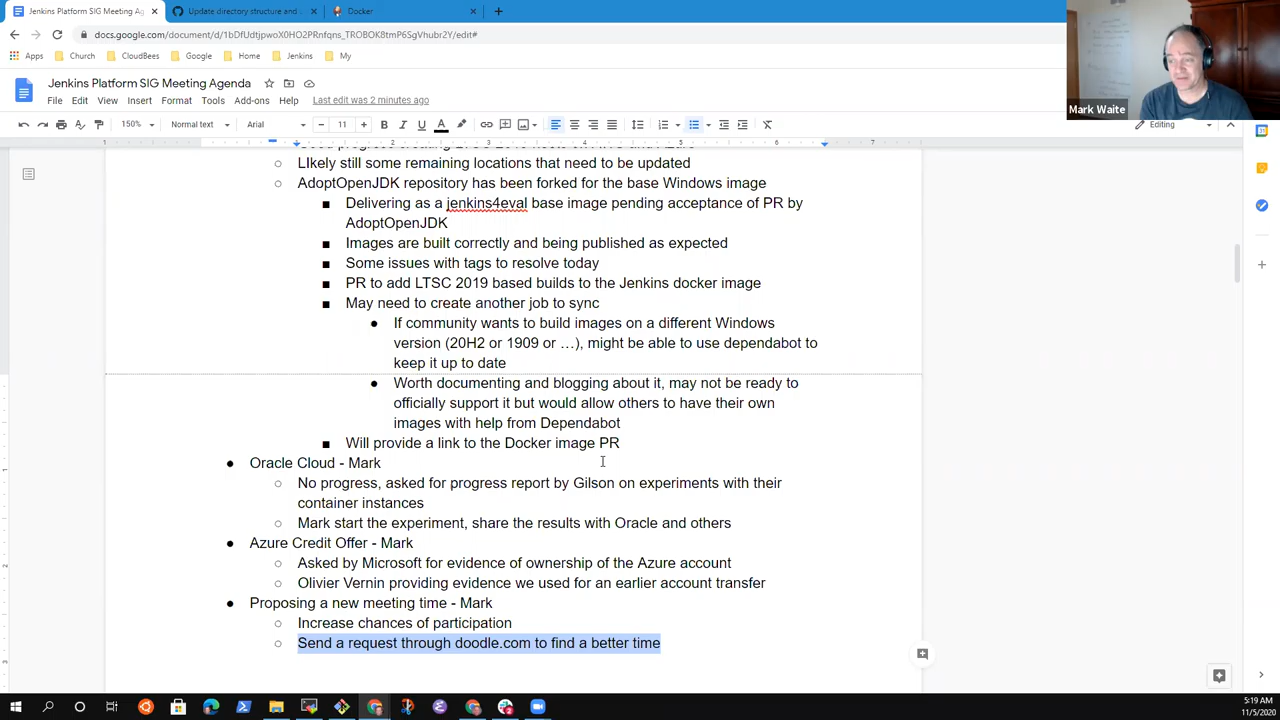 Jenkins Platform SIG Meeting Ag
Update directory structure and
Docker
docs.google.com/document/d/1bDfUdtjpwoX0HO2PRnfqns_TROBOK8tmP6SgVhubr2Y/edit#
Apps
Church
CloudBees
Google
Home
Jenkins
My
Jenkins Platform SIG Meeting Agenda
File Edit View Insert Format Tools Add-ons Help Last edit was 2 minutes ago
150% Normal text Arial 11 Editing
Mark Waite
LIkely still some remaining locations that need to be updated
AdoptOpenJDK repository has been forked for the base Windows image
Delivering as a jenkins4eval base image pending acceptance of PR by
AdoptOpenJDK
Images are built correctly and being published as expected
Some issues with tags to resolve today
PR to add LTSC 2019 based builds to the Jenkins docker image
May need to create another job to sync
If community wants to build images on a different Windows
version (20H2 or 1909 or …), might be able to use dependabot to
keep it up to date
Worth documenting and blogging about it, may not be ready to
officially support it but would allow others to have their own
images with help from Dependabot
Will provide a link to the Docker image PR
Oracle Cloud - Mark
No progress, asked for progress report by Gilson on experiments with their
container instances
Mark start the experiment, share the results with Oracle and others
Azure Credit Offer - Mark
Asked by Microsoft for evidence of ownership of the Azure account
Olivier Vernin providing evidence we used for an earlier account transfer
Proposing a new meeting time - Mark
Increase chances of participation
Send a request through doodle.com to find a better time
5:19 AM
11/5/2020